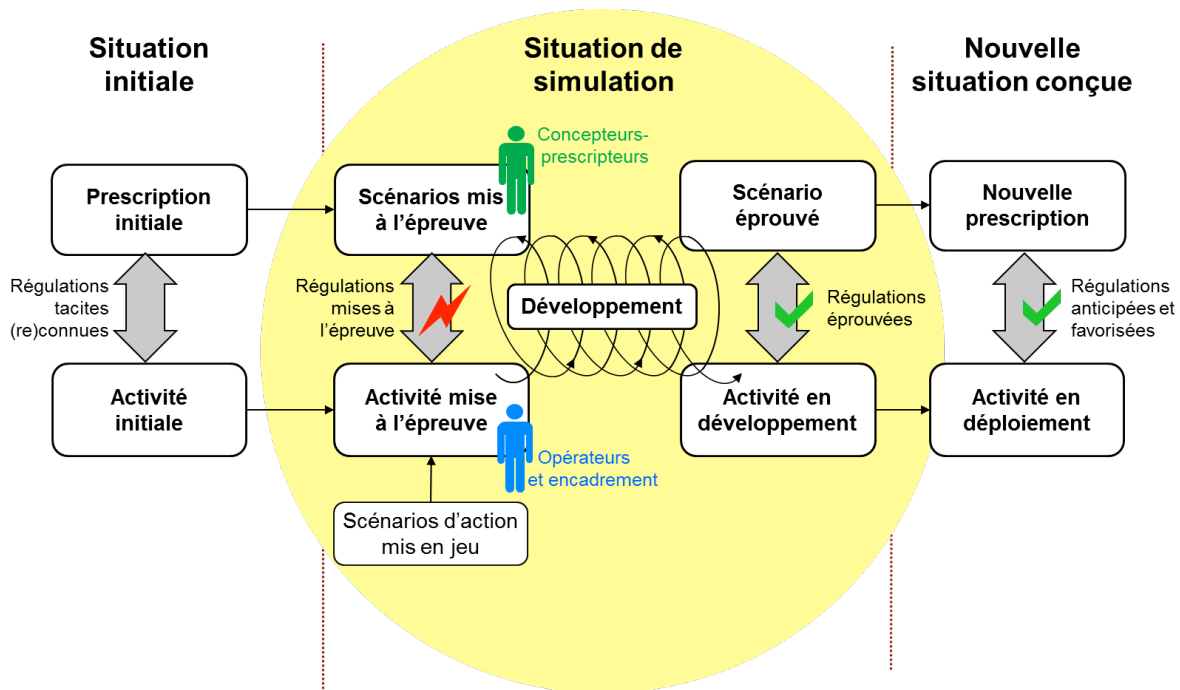 Situation
initiale
Situation de
simulation
Nouvelle
situation conçue
Concepteurs-
prescripteurs
Prescription
initiale
Scénarios mis
à l’épreuve
Scénario
éprouvé
Nouvelle
prescription
Régulations
tacites
(re)connues
Régulations
mises à
l’épreuve
Développement
Régulations
éprouvées
Régulations
anticipées et
favorisées
Activité
initiale
Activité mise
à l’épreuve
Activité en
développement
Activité en
déploiement
Opérateurs
et encadrement
Scénarios d’action
mis en jeu